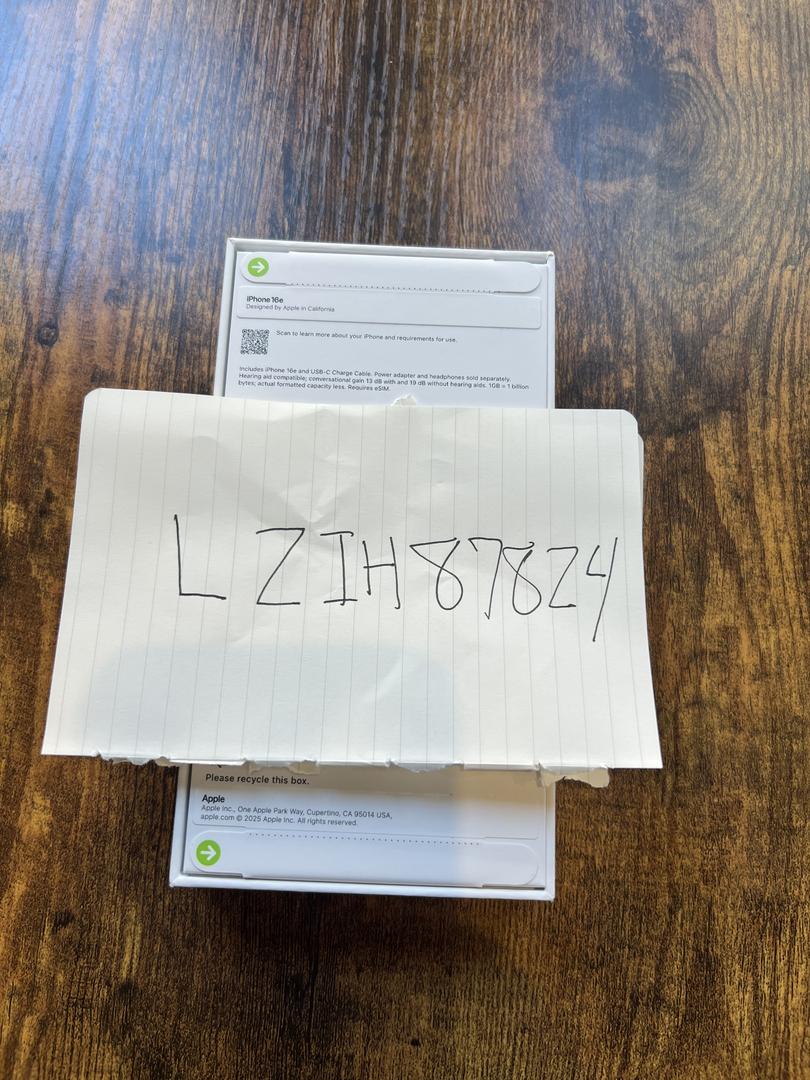 iPhone 16e
Designed by Apple in California
Scan to learn more about your iPhone and requirements for use.
Includes iPhone 16e and USB-C Charge Cable. Power adapter and headphones sold separately.
Hearing aid compatible; conversational gain 13 dB with and 19 dB without hearing aids. 1GB = 1 billion
bytes; actual formatted capacity less. Requires eSIM.
LZIH87824
Please recycle this box.
Apple
Apple Inc., One Apple Park Way, Cupertino, CA 95014 USA,
apple.com © 2025 Apple Inc. All rights reserved.